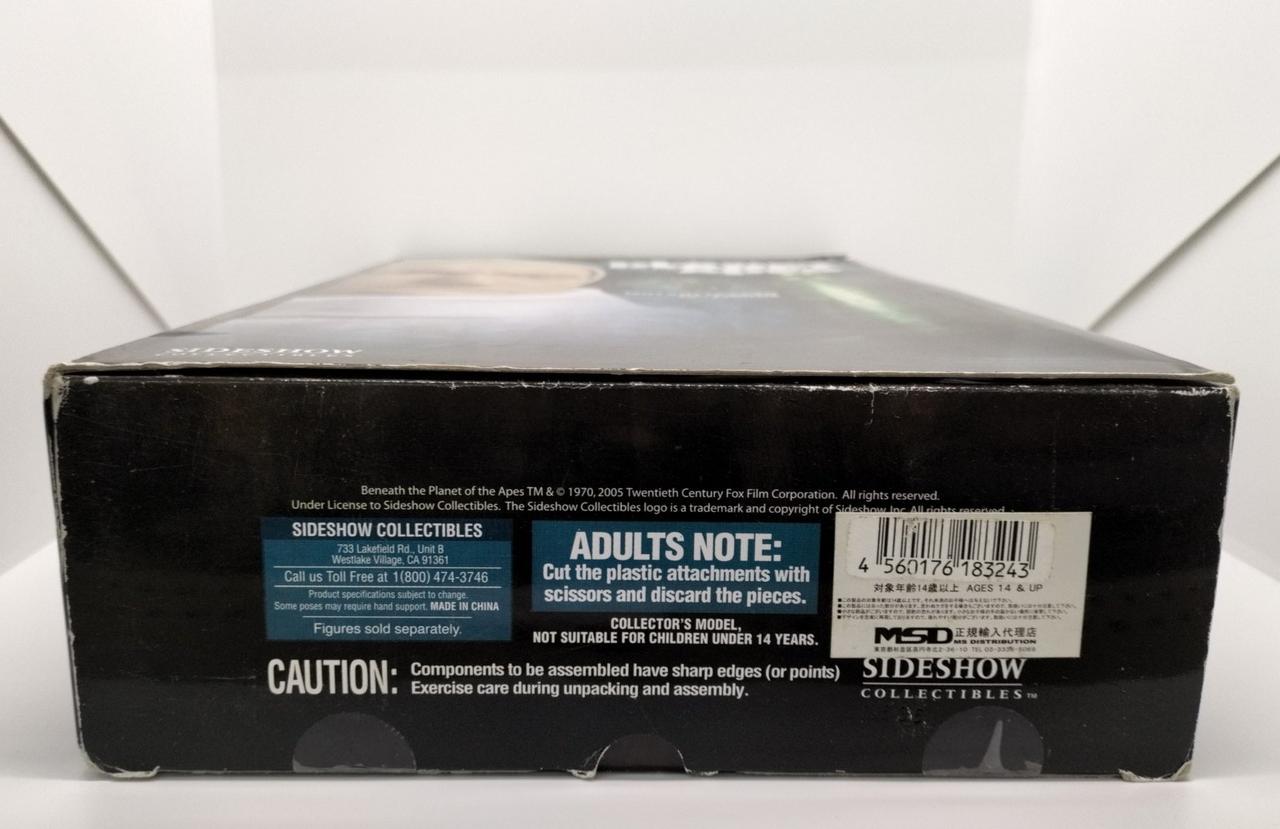 SIDESHOW
Beneath the Planet of the Apes TM & © 1970, 2005 Twentieth Century Fox Film Corporation. All rights reserved.
Under License to Sideshow Collectibles. The Sideshow Collectibles logo is a trademark and copyright of Sideshow Inc. All rights reserved.
SIDESHOW COLLECTIBLES
733 Lakefield Rd., Unit B
Westlake Village, CA 91361
Call us Toll Free at 1(800) 474-3746
Product specifications subject to change.
Some poses may require hand support. MADE IN CHINA
Figures sold separately.
ADULTS NOTE:
Cut the plastic attachments with
scissors and discard the pieces.
COLLECTOR'S MODEL,
NOT SUITABLE FOR CHILDREN UNDER 14 YEARS.
CAUTION:
Components to be assembled have sharp edges (or points)
Exercise care during unpacking and assembly.
4 560176 183243
対象年齢14歳以上 AGES 14 & UP
MSD 正規輸入代理店
MS DISTRIBUTION
SIDESHOW
COLLECTIBLES TM